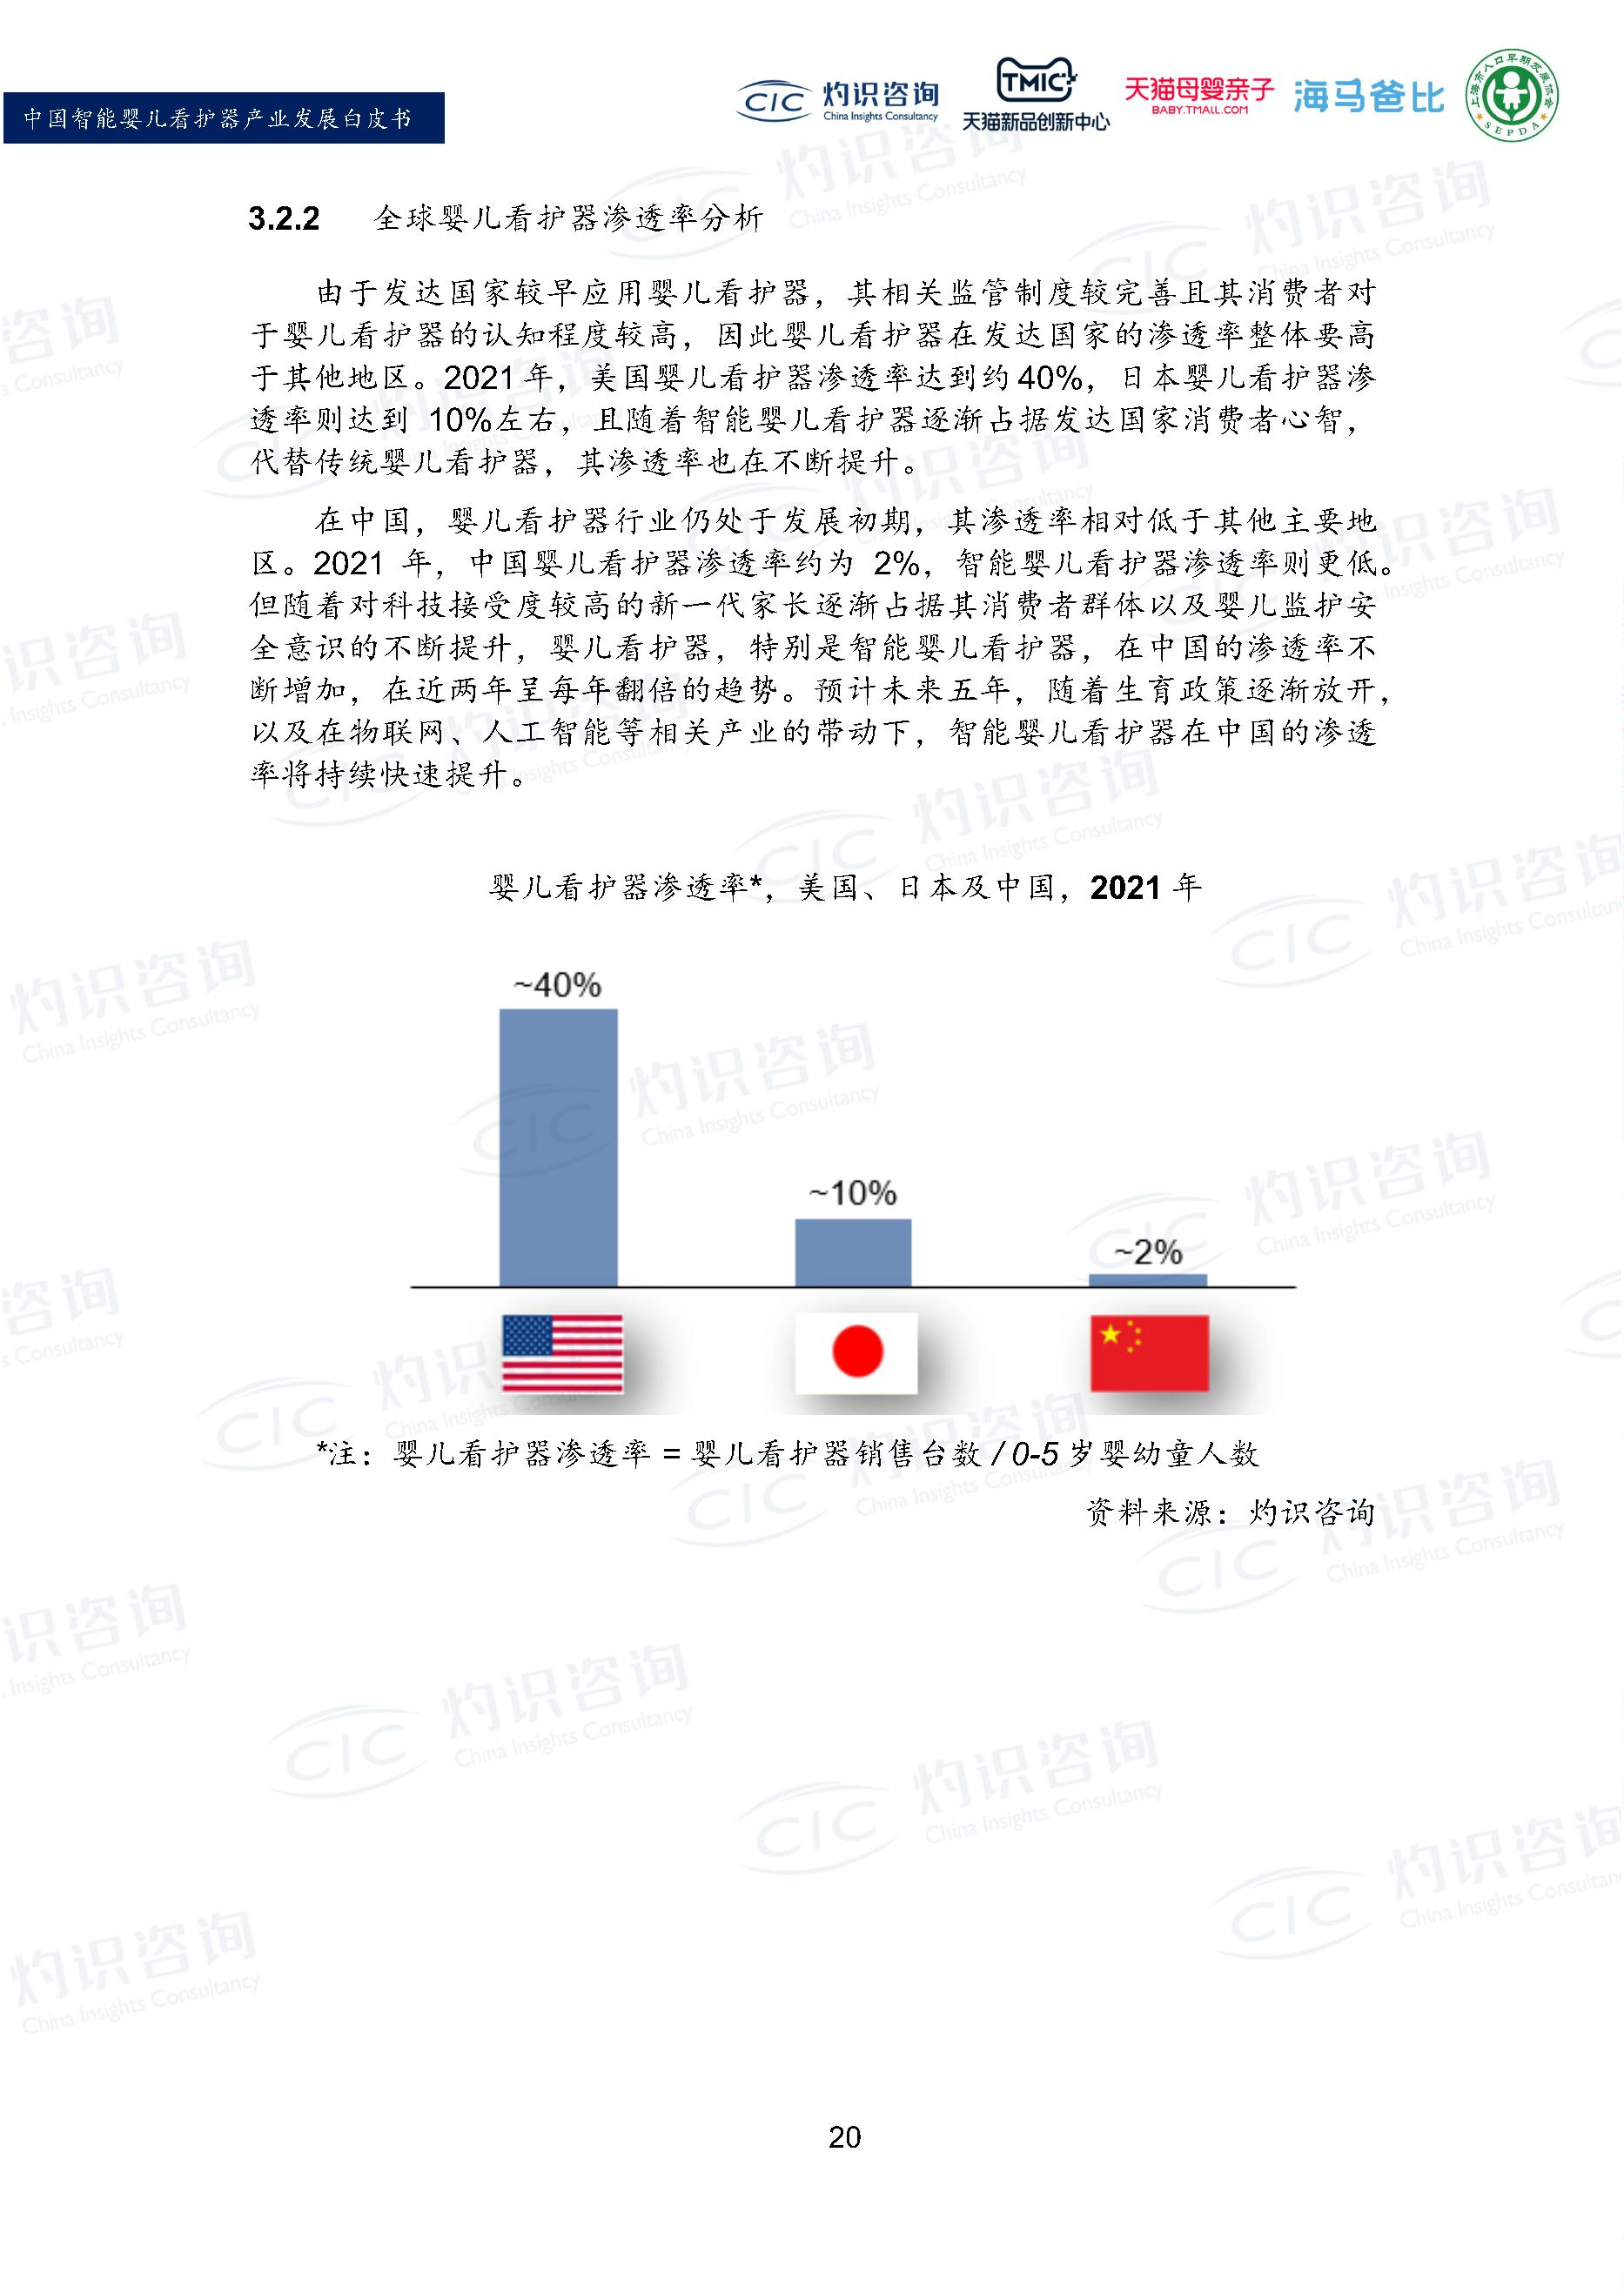 中国智能婴儿看护器产业发展白皮书
CIC 灼识咨询
China Insights Consultancy
TMIC
天猫新品创新中心
天猫母婴亲子
BABY.TMALL.COM
海马爸比
上海市人口早期发展协会
SEPDA
3.2.2 全球婴儿看护器渗透率分析
由于发达国家较早应用婴儿看护器，其相关监管制度较完善且其消费者对
于婴儿看护器的认知程度较高，因此婴儿看护器在发达国家的渗透率整体要高
于其他地区。2021年，美国婴儿看护器渗透率达到约40%，日本婴儿看护器渗
透率则达到 10%左右，且随着智能婴儿看护器逐渐占据发达国家消费者心智，
代替传统婴儿看护器，其渗透率也在不断提升。
在中国，婴儿看护器行业仍处于发展初期，其渗透率相对低于其他主要地
区。2021 年，中国婴儿看护器渗透率约为 2%，智能婴儿看护器渗透率则更低。
但随着对科技接受度较高的新一代家长逐渐占据其消费者群体以及婴儿监护安
全意识的不断提升，婴儿看护器，特别是智能婴儿看护器，在中国的渗透率不
断增加，在近两年呈每年翻倍的趋势。预计未来五年，随着生育政策逐渐放开，
以及在物联网、人工智能等相关产业的带动下，智能婴儿看护器在中国的渗透
率将持续快速提升。
婴儿看护器渗透率*，美国、日本及中国，2021 年
~40%
~10%
~2%
*注：婴儿看护器渗透率 = 婴儿看护器销售台数 / 0-5 岁婴幼童人数
资料来源：灼识咨询
20